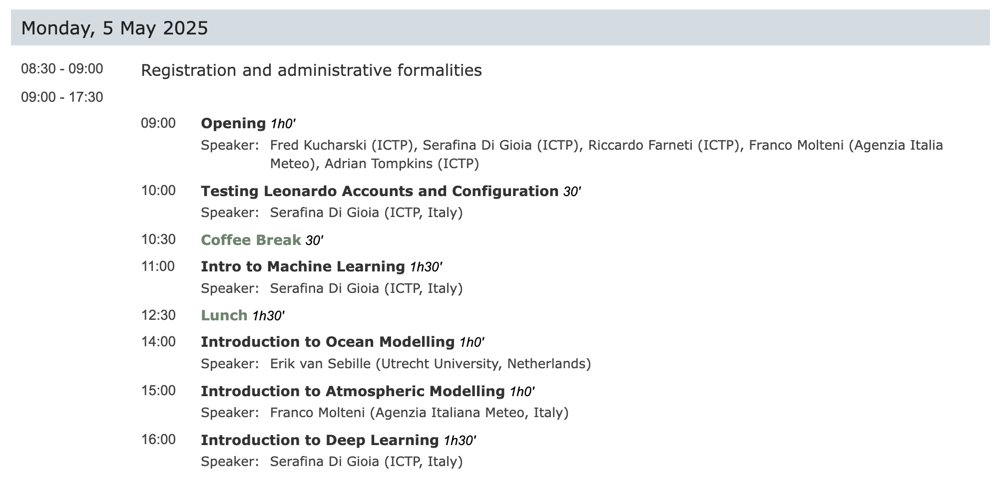 Monday, 5 May 2025
08:30 - 09:00 Registration and administrative formalities
09:00 - 17:30
09:00 Opening 1h0'
Speaker: Fred Kucharski (ICTP), Serafina Di Gioia (ICTP), Riccardo Farneti (ICTP), Franco Molteni (Agenzia Italia
Meteo), Adrian Tompkins (ICTP)
10:00 Testing Leonardo Accounts and Configuration 30'
Speaker: Serafina Di Gioia (ICTP, Italy)
10:30 Coffee Break 30'
11:00 Intro to Machine Learning 1h30'
Speaker: Serafina Di Gioia (ICTP, Italy)
12:30 Lunch 1h30'
14:00 Introduction to Ocean Modelling 1h0'
Speaker: Erik van Sebille (Utrecht University, Netherlands)
15:00 Introduction to Atmospheric Modelling 1h0'
Speaker: Franco Molteni (Agenzia Italiana Meteo, Italy)
16:00 Introduction to Deep Learning 1h30'
Speaker: Serafina Di Gioia (ICTP, Italy)